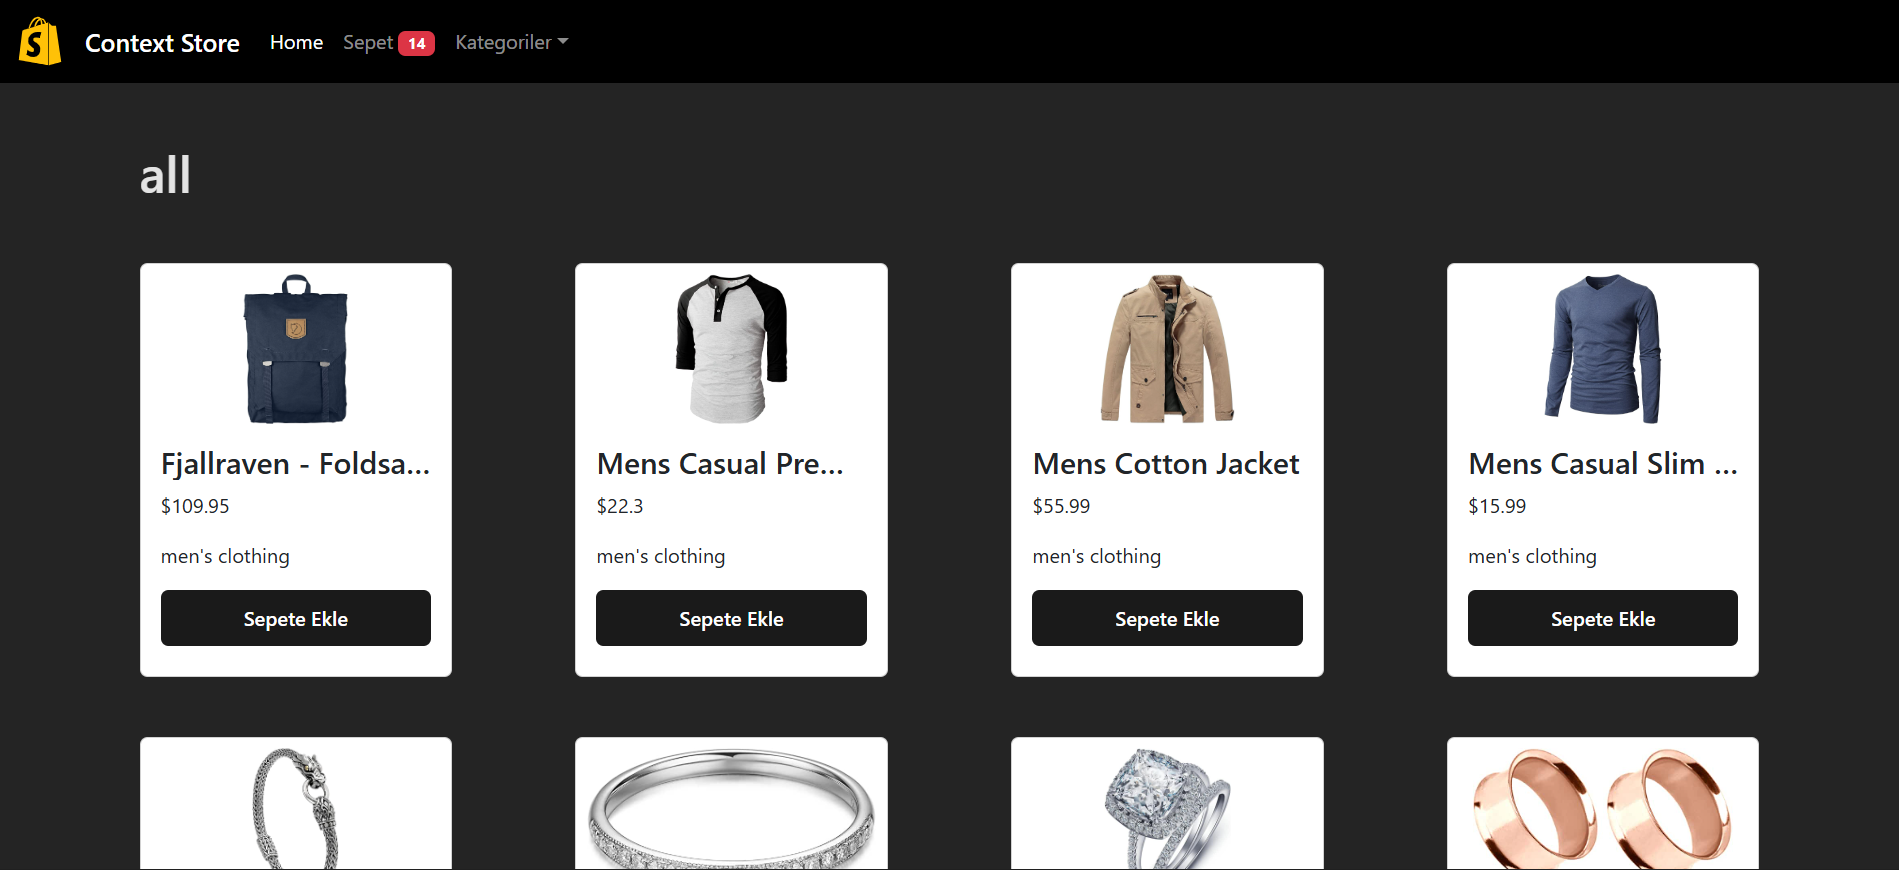 S
Context Store Home Sepet 14 Kategoriler
all
Fjallraven - Foldsa...
$109.95
men's clothing
Sepete Ekle
Mens Casual Pre...
$22.3
men's clothing
Sepete Ekle
Mens Cotton Jacket
$55.99
men's clothing
Sepete Ekle
Mens Casual Slim ...
$15.99
men's clothing
Sepete Ekle